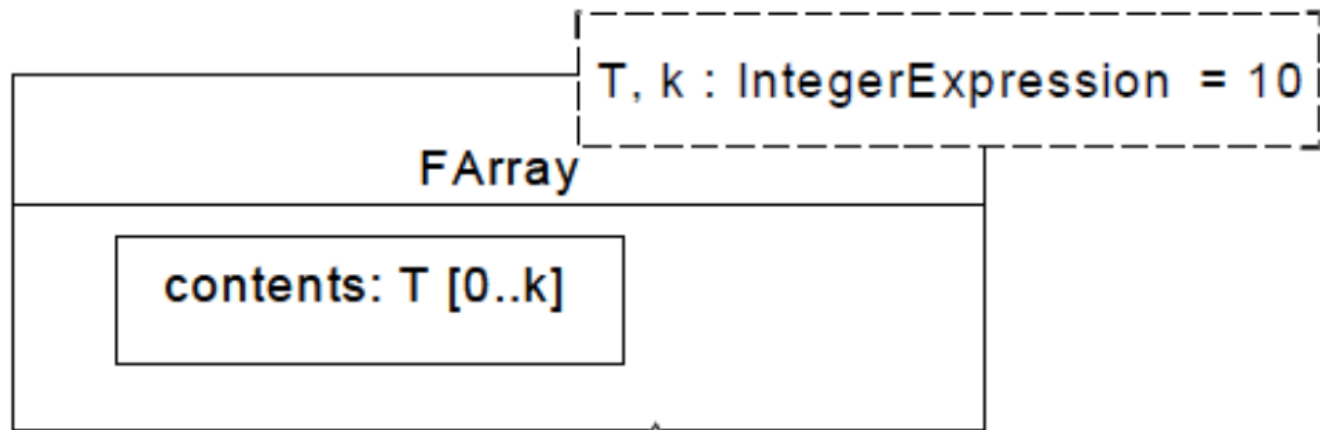 T, k : IntegerExpression = 10
FArray
contents: T [0..k]